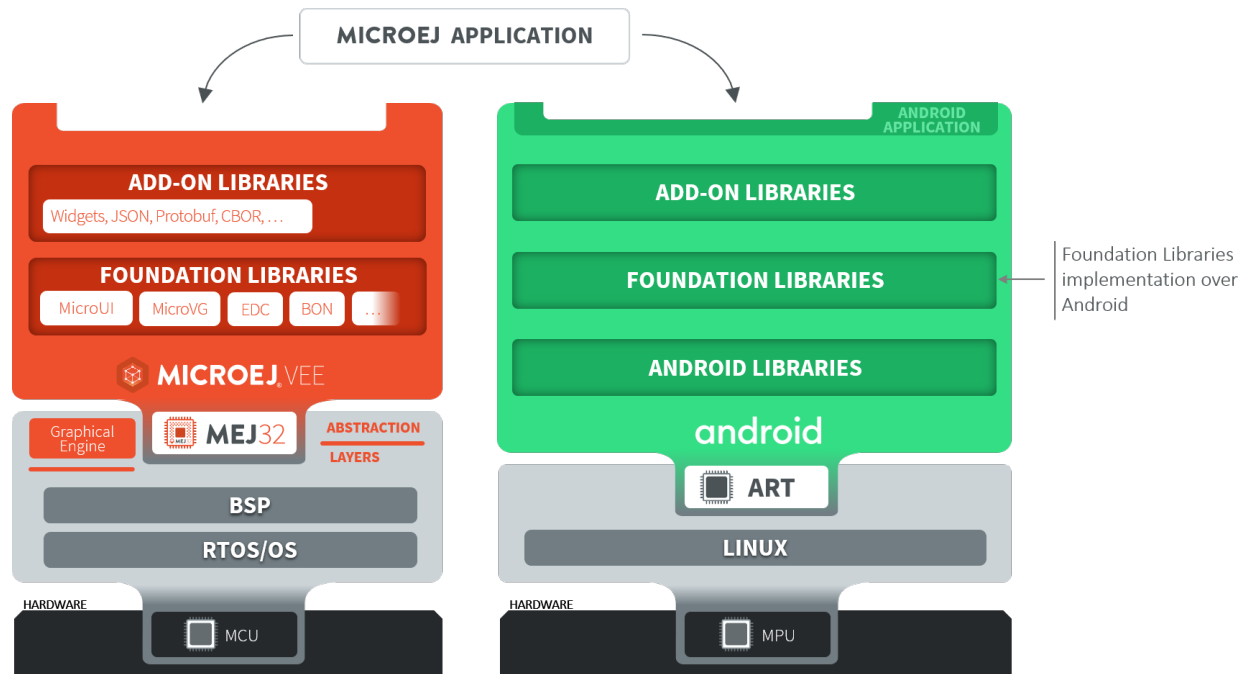 MICROEJ APPLICATION
ADD-ON LIBRARIES
Widgets, JSON, Protobuf, CBOR, ...
FOUNDATION LIBRARIES
MicroUI
MicroVG
EDC
BON
...
MICROEJ® VEE
Graphical
Engine
MEJ
MEJ32
ABSTRACTION
LAYERS
BSP
RTOS/OS
HARDWARE
MCU
ANDROID
APPLICATION
ADD-ON LIBRARIES
FOUNDATION LIBRARIES
ANDROID LIBRARIES
android
ART
LINUX
HARDWARE
MPU
Foundation Libraries
implementation over
Android